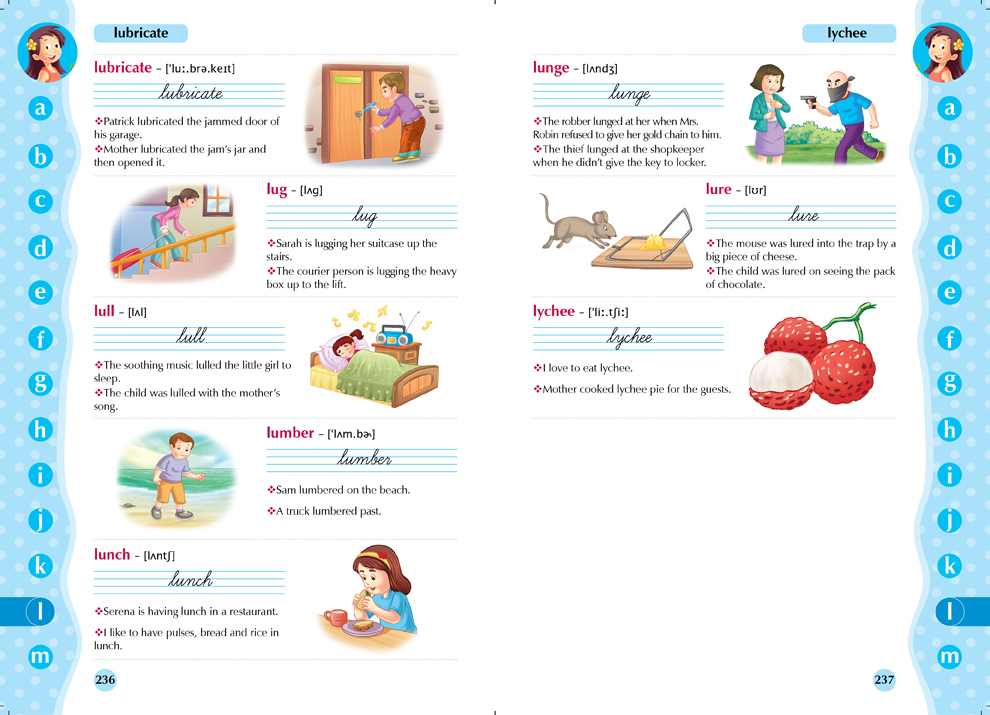 lubricate
lubricate – [ˈluː.brə.keɪt]
lubricate
❖Patrick lubricated the jammed door of
his garage.
❖Mother lubricated the jam’s jar and
then opened it.
lug – [lʌɡ]
lug
❖Sarah is lugging her suitcase up the
stairs.
❖The courier person is lugging the heavy
box up to the lift.
lull – [lʌl]
lull
❖The soothing music lulled the little girl to
sleep.
❖The child was lulled with the mother’s
song.
lumber – [ˈlʌm.bɚ]
lumber
❖Sam lumbered on the beach.
❖A truck lumbered past.
lunch – [lʌntʃ]
lunch
❖Serena is having lunch in a restaurant.
❖I like to have pulses, bread and rice in
lunch.
236
a
b
c
d
e
f
g
h
i
j
k
l
m
lychee
lunge – [lʌndʒ]
lunge
❖The robber lunged at her when Mrs.
Robin refused to give her gold chain to him.
❖The thief lunged at the shopkeeper
when he didn’t give the key to locker.
lure – [lʊr]
lure
❖The mouse was lured into the trap by a
big piece of cheese.
❖The child was lured on seeing the pack
of chocolate.
lychee – [ˈliː.tʃiː]
lychee
❖I love to eat lychee.
❖Mother cooked lychee pie for the guests.
237
a
b
c
d
e
f
g
h
i
j
k
l
m